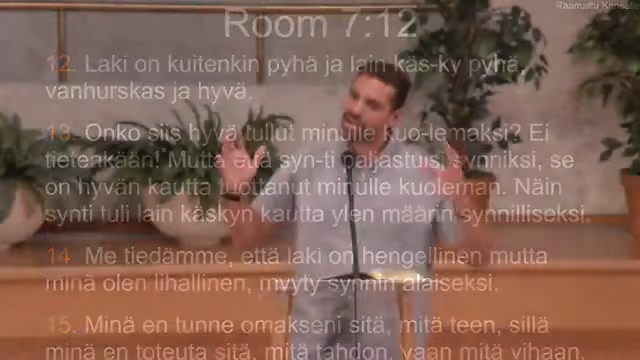 Raamattu Kansalle
Room 7:12
12. Laki on kuitenkin pyhä ja lain käs-ky pyhä,
vanhurskas ja hyvä.
13. Onko siis hyvä tullut minulle kuo-lemaksi? Ei
tietenkään! Mutta että syn-ti paljastuisi synniksi, se
on hyvän kautta tuottanut minulle kuoleman. Näin
synti tuli lain käskyn kautta ylen määrin synnilliseksi.
14. Me tiedämme, että laki on hengellinen mutta
minä olen lihallinen, myyty synnin alaiseksi.
15. Minä en tunne omakseni sitä, mitä teen, sillä
minä en toteuta sitä, mitä tahdon, vaan mitä vihaan,